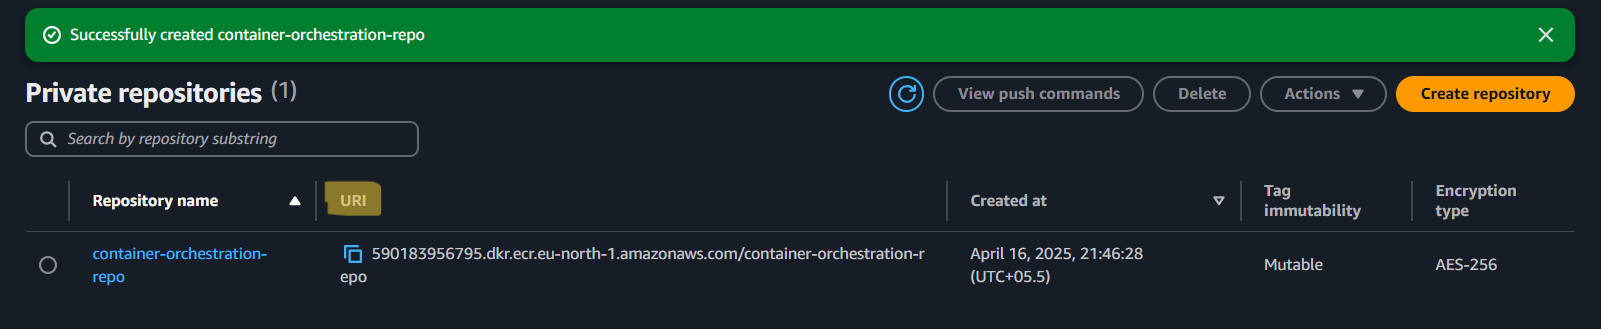 Successfully created container-orchestration-repo
Private repositories (1)
View push commands
Delete
Actions
Create repository
Search by repository substring
Repository name
URI
Created at
Tag
immutability
Encryption
type
container-orchestration-
repo
590183956795.dkr.ecr.eu-north-1.amazonaws.com/container-orchestration-r
epo
April 16, 2025, 21:46:28
(UTC+05.5)
Mutable
AES-256